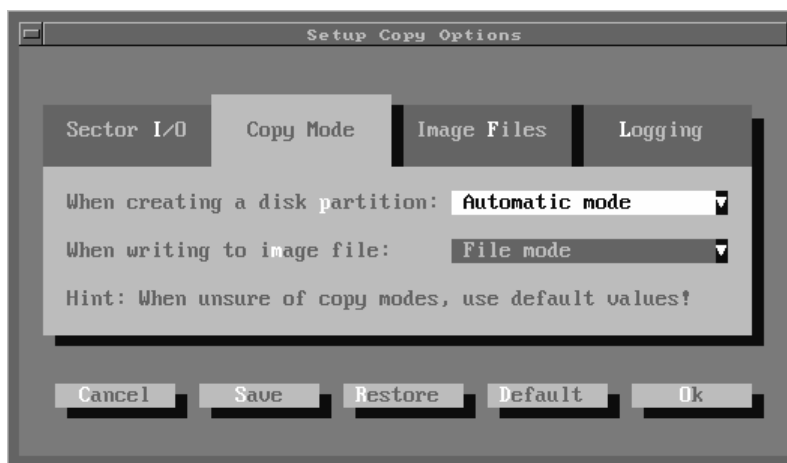 Setup Copy Options
Sector I/O Copy Mode Image Files Logging
When creating a disk partition: Automatic mode
When writing to image file: File mode
Hint: When unsure of copy modes, use default values!
Cancel Save Restore Default Ok